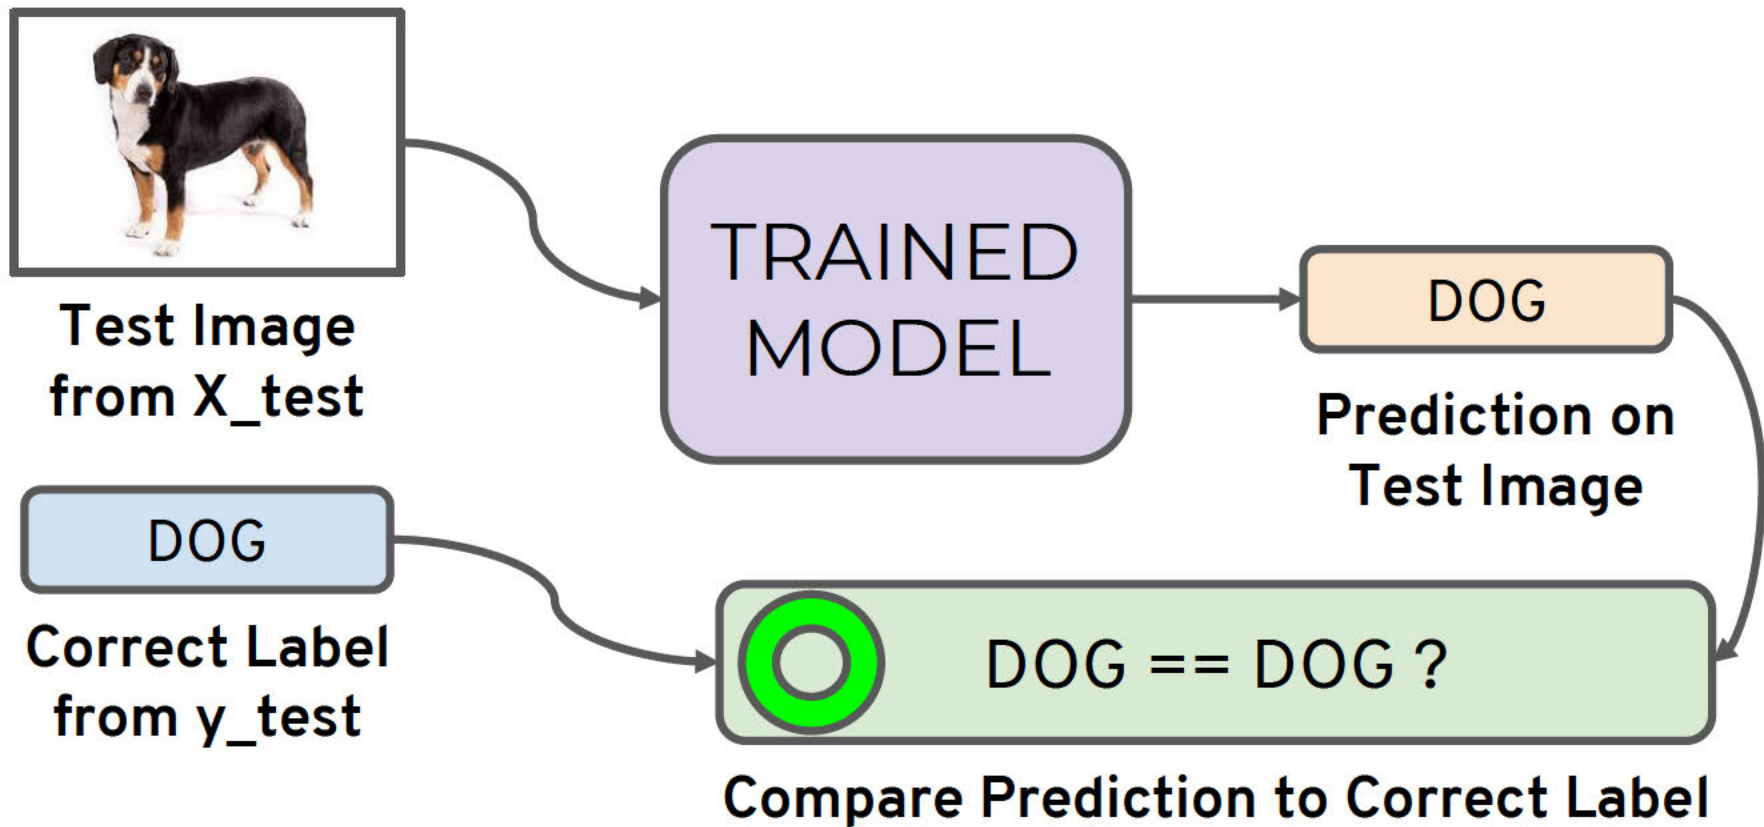 TRAINED
MODEL
DOG
Test Image
from X_test
Prediction on
Test Image
DOG
Correct Label
from y_test
DOG == DOG ?
Compare Prediction to Correct Label